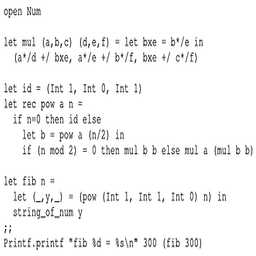 open Num
let mul (a,b,c) (d,e,f) = let bxe = b*/e in
(a*/d +/ bxe, a*/e +/ b*/f, bxe +/ c*/f)
let id = (Int 1, Int 0, Int 1)
let rec pow a n =
if n=0 then id else
let b = pow a (n/2) in
if (n mod 2) = 0 then mul b b else mul a (mul b b)
let fib n =
let (_,y,_) = (pow (Int 1, Int 1, Int 0) n) in
string_of_num y
;;
Printf.printf "fib %d = %s\n" 300 (fib 300)